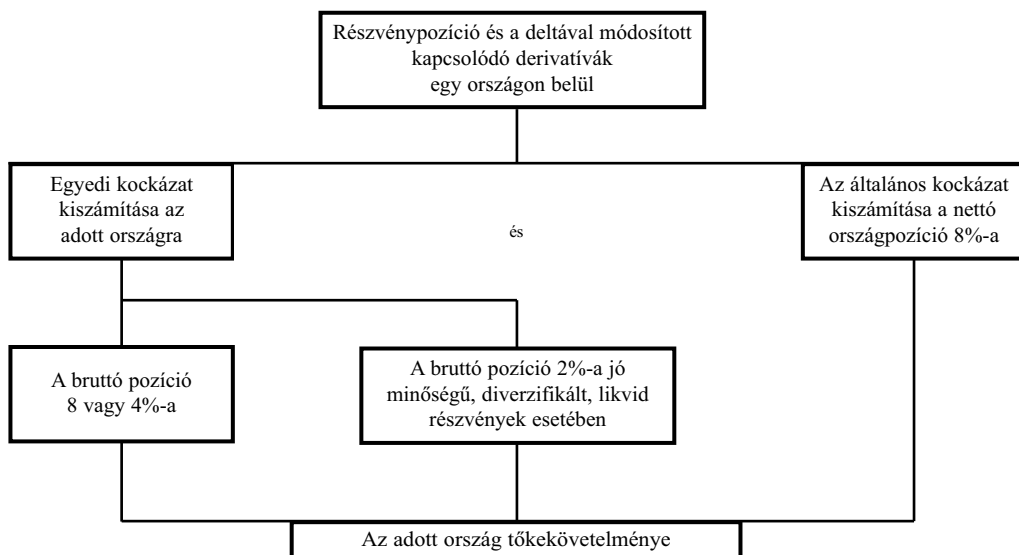 Részvénypozíció és a deltával módosított
kapcsolódó derivatívák
egy országon belül
Egyedi kockázat
kiszámítása az
adott országra
és
Az általános kockázat
kiszámítása a nettó
országpozíció 8%-a
A bruttó pozíció
8 vagy 4%-a
A bruttó pozíció 2%-a jó
minőségű, diverzifikált, likvid
részvények esetében
Az adott ország tőkekövetelménye